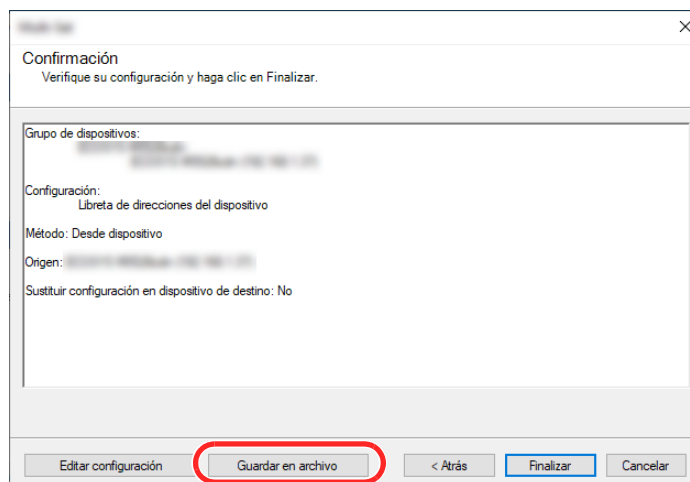 Confirmación
Verifique su configuración y haga clic en Finalizar.
Grupo de dispositivos:
Configuración:
Libreta de direcciones del dispositivo
Método: Desde dispositivo
Origen:
Sustituir configuración en dispositivo de destino: No
Editar configuración
Guardar en archivo
< Atrás
Finalizar
Cancelar